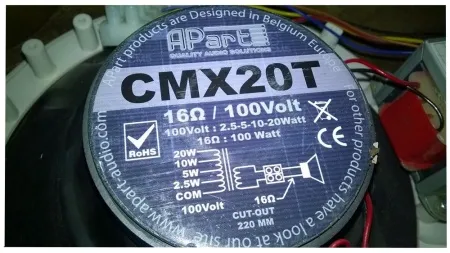 APart products are Designed in Belgium Europe
APart
QUALITY AUDIO SOLUTIONS
CMX20T
16Ω / 100Volt
100Volt : 2.5-5-10-20Watt
16Ω : 100 Watt
RoHS
CE
20W
10W
5W
2.5W
COM
100Volt
16Ω
CUT-OUT
220 MM
for other products have a look at our site: www.apart-audio.com